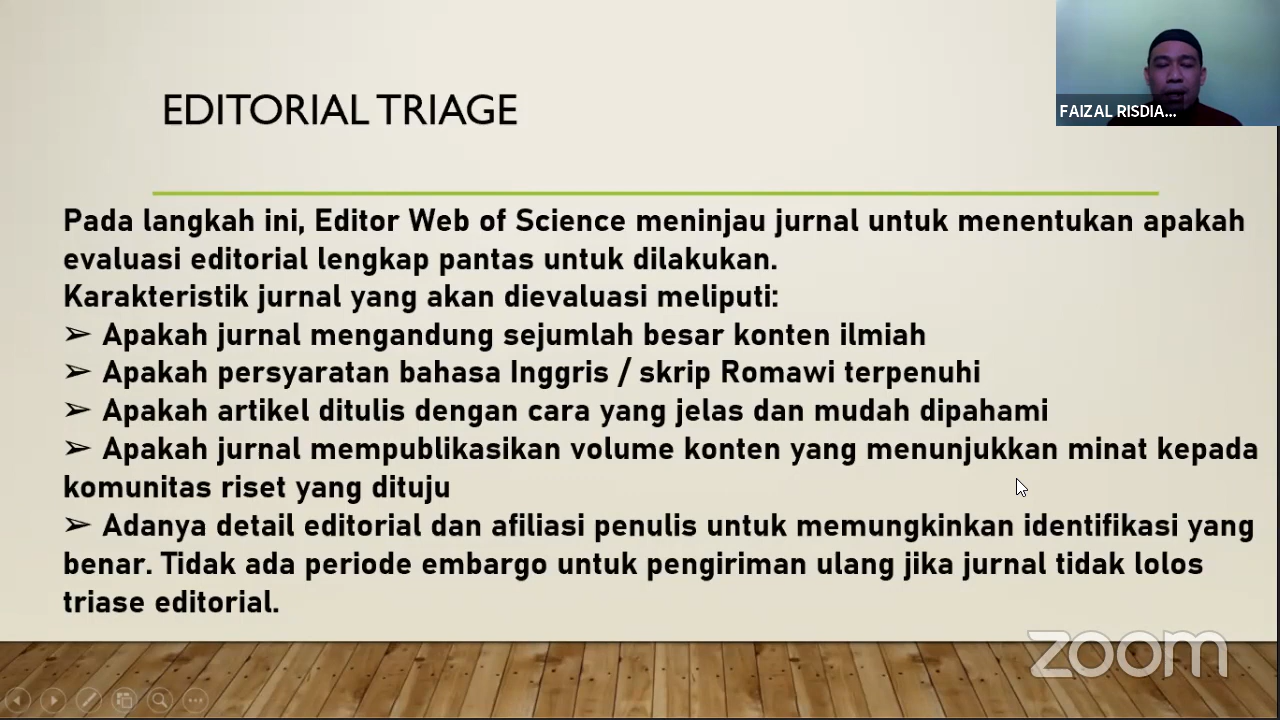 EDITORIAL TRIAGE
FAIZAL RISDIA...
Pada langkah ini, Editor Web of Science meninjau jurnal untuk menentukan apakah
evaluasi editorial lengkap pantas untuk dilakukan.
Karakteristik jurnal yang akan dievaluasi meliputi:
➢ Apakah jurnal mengandung sejumlah besar konten ilmiah
➢ Apakah persyaratan bahasa Inggris / skrip Romawi terpenuhi
➢ Apakah artikel ditulis dengan cara yang jelas dan mudah dipahami
➢ Apakah jurnal mempublikasikan volume konten yang menunjukkan minat kepada
komunitas riset yang dituju
➢ Adanya detail editorial dan afiliasi penulis untuk memungkinkan identifikasi yang
benar. Tidak ada periode embargo untuk pengiriman ulang jika jurnal tidak lolos
triase editorial.
zoom